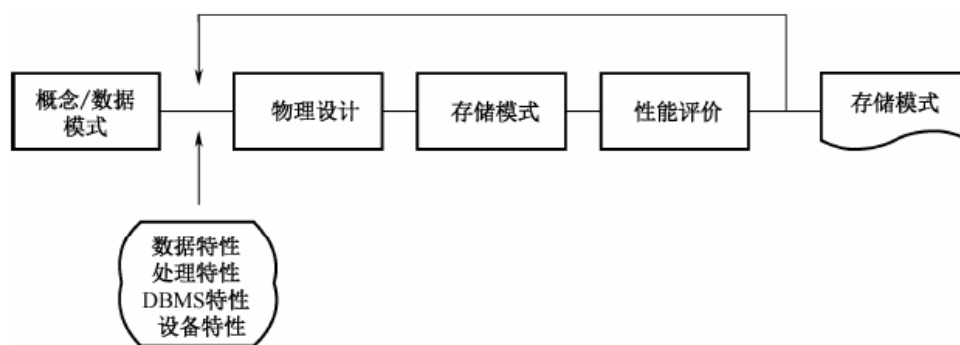 概念/数据
模式
物理设计
存储模式
性能评价
存储模式
数据特性
处理特性
DBMS特性
设备特性